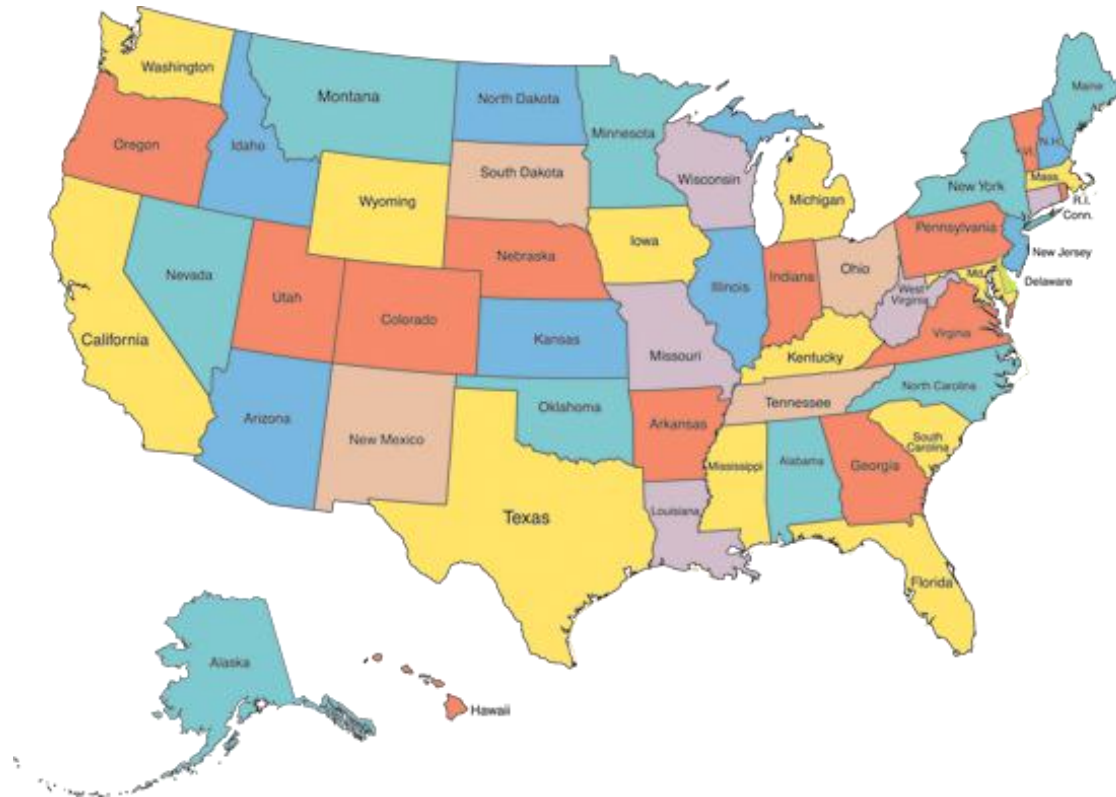 Washington
Montana
North Dakota
Minnesota
Maine
Oregon
Idaho
South Dakota
Wisconsin
Michigan
Vt.
N.H.
New York
Mass.
R.I.
Conn.
Wyoming
Iowa
Nebraska
Pennsylvania
New Jersey
Nevada
Utah
Colorado
Kansas
Illinois
Indiana
Ohio
Md.
Delaware
West
Virginia
Virginia
California
Missouri
Kentucky
Arizona
New Mexico
Oklahoma
Arkansas
Tennessee
North Carolina
South
Carolina
Texas
Louisiana
Mississippi
Alabama
Georgia
Florida
Alaska
Hawaii